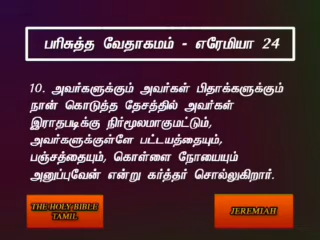 பரிசுத்த வேதாகமம் - எரேமியா 24
10. அவர்களுக்கும் அவர்கள் பிதாக்களுக்கும்
நான் கொடுத்த தேசத்தில் அவர்கள்
இராதபடிக்கு நிர்மூலமாகுமட்டும்,
அவர்களுக்குள்ளே பட்டயத்தையும்,
பஞ்சத்தையும், கொள்ளை நோயையும்
அனுப்புவேன் என்று கர்த்தர் சொல்லுகிறார்.
THE HOLY BIBLE
TAMIL
JEREMIAH